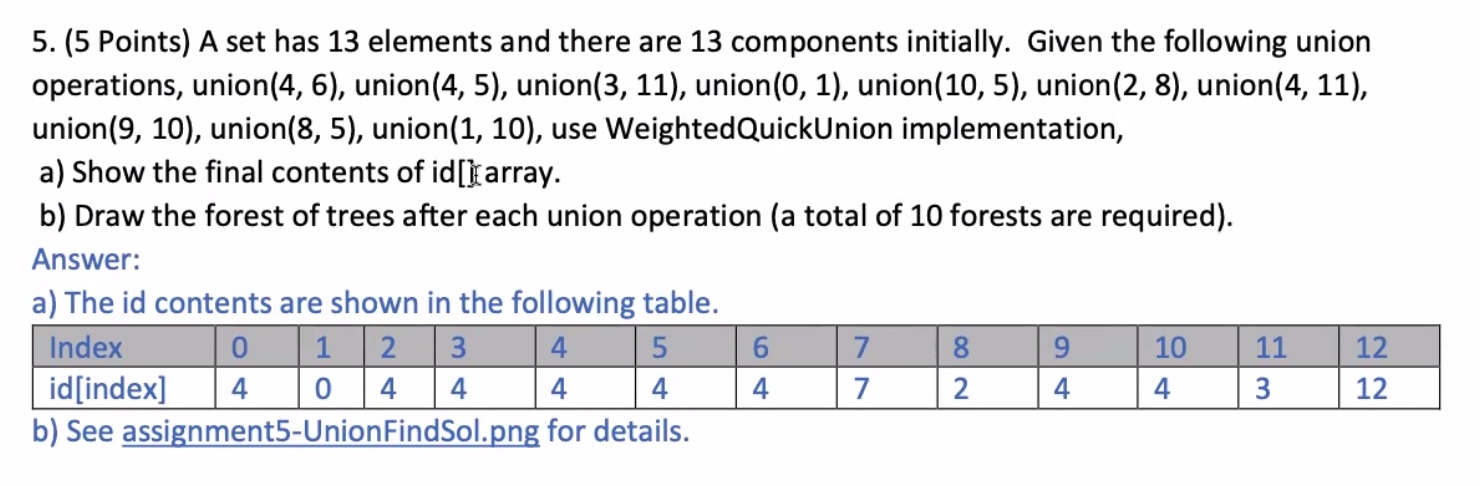 5. (5 Points) A set has 13 elements and there are 13 components initially.  Given the following union
operations, union(4, 6), union(4, 5), union(3, 11), union(0, 1), union(10, 5), union(2, 8), union(4, 11),
union(9, 10), union(8, 5), union(1, 10), use WeightedQuickUnion implementation,
a) Show the final contents of id[] array.
b) Draw the forest of trees after each union operation (a total of 10 forests are required).
Answer:
a) The id contents are shown in the following table.
Index 0 1 2 3 4 5 6 7 8 9 10 11 12
id[index] 4 0 4 4 4 4 4 7 2 4 4 3 12
b) See assignment5-UnionFindSol.png for details.